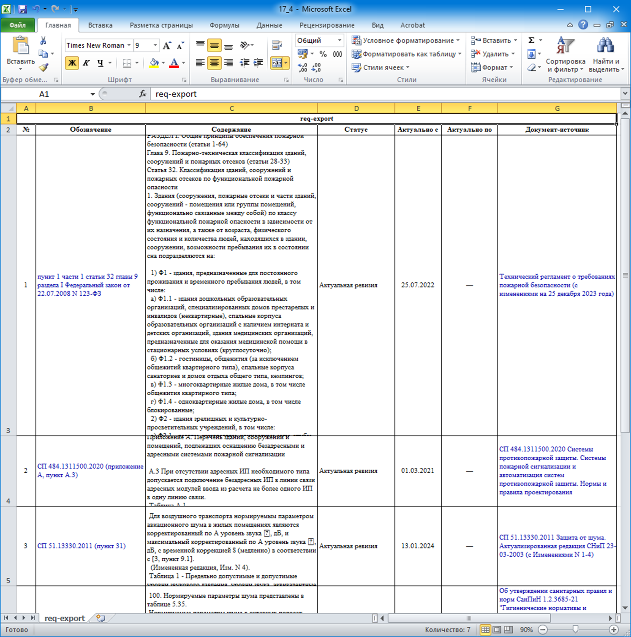 17_4 - Microsoft Excel
Файл Главная Вставка Разметка страницы Формулы Данные Рецензирование Вид Acrobat
Вставить
Times New Roman 9
Ж К Ч
Общий
Условное форматирование
Форматировать как таблицу
Стили ячеек
Вставить
Удалить
Формат
Сортировка и фильтр
Найти и выделить
Буфер обме... Шрифт Выравнивание Число Стили Ячейки Редактирование
A1 fx req-export
A B C D E F G
1 req-export
2 № Обозначение Содержание Статус Актуально с Актуально по Документ-источник
3
1
пункт 1 части 1 статьи 32 главы 9
раздела I Федеральный закон от
22.07.2008 N 123-ФЗ
РАЗДЕЛ I. Общие принципы обеспечения пожарной
безопасности (статьи 1-64)
Глава 9. Пожарно-техническая классификация зданий,
сооружений и пожарных отсеков (статьи 28-33)
Статья 32. Классификация зданий, сооружений и
пожарных отсеков по функциональной пожарной
опасности
1. Здания (сооружения, пожарные отсеки и части зданий,
сооружений - помещения или группы помещений,
функционально связанные между собой) по классу
функциональной пожарной опасности в зависимости от
их назначения, а также от возраста, физического
состояния и количества людей, находящихся в здании,
сооружении, возможности пребывания их в состоянии
сна подразделяются на:
1) Ф1 - здания, предназначенные для постоянного
проживания и временного пребывания людей, в том
числе:
а) Ф1.1 - здания дошкольных образовательных
организаций, специализированных домов престарелых и
инвалидов (неквартирные), спальные корпуса
образовательных организаций с наличием интерната и
детских организаций, здания медицинских организаций,
предназначенные для оказания медицинской помощи в
стационарных условиях (круглосуточно);
б) Ф1.2 - гостиницы, общежития (за исключением
общежитий квартирного типа), спальные корпуса
санаториев и домов отдыха общего типа, кемпингов;
в) Ф1.3 - многоквартирные жилые дома, в том числе
общежития квартирного типа;
г) Ф1.4 - одноквартирные жилые дома, в том числе
блокированные;
2) Ф2 - здания зрелищных и культурно-
просветительных учреждений, в том числе:
Актуальная ревизия
25.07.2022
—
Технический регламент о требованиях
пожарной безопасности (с
изменениями на 25 декабря 2023 года)
4
2
СП 484.1311500.2020 (приложение
А, пункт А.3)
Приложение А. Перечень зданий, сооружений и
помещений, подлежащих оснащению безадресными и
адресными системами пожарной сигнализации
А.3 При отсутствии адресных ИП необходимого типа
допускается подключение безадресных ИП в линии связи
адресных модулей ввода из расчета не более одного ИП
в одну линию связи.
Таблица А.1
Актуальная ревизия
01.03.2021
—
СП 484.1311500.2020 Системы
противопожарной защиты. Системы
пожарной сигнализации и
автоматизация систем
противопожарной защиты. Нормы и
правила проектирования
5
3
СП 51.13330.2011 (пункт 31)
Для воздушного транспорта нормируемым параметром
авиационного шума в жилых помещениях являются
корректированный по А уровень звука [*], дБ, и
максимальный корректированный по А уровень звука [*],
дБ, с временной коррекцией S (медленно) в соответствии
с [3, пункт 9.1].
(Измененная редакция, Изм. N 4).
Таблица 1 - Предельно допустимые и допустимые
Актуальная ревизия
13.01.2024
—
СП 51.13330.2011 Защита от шума.
Актуализированная редакция СНиП 23-
03-2003 (с Изменениями N 1-4)
100. Нормируемые параметры шума представлены в
таблице 5.35.
Об утверждении санитарных правил и
норм СанПиН 1.2.3685-21
"Гигиенические нормативы и
req-export
Готово Количество: 7 90%